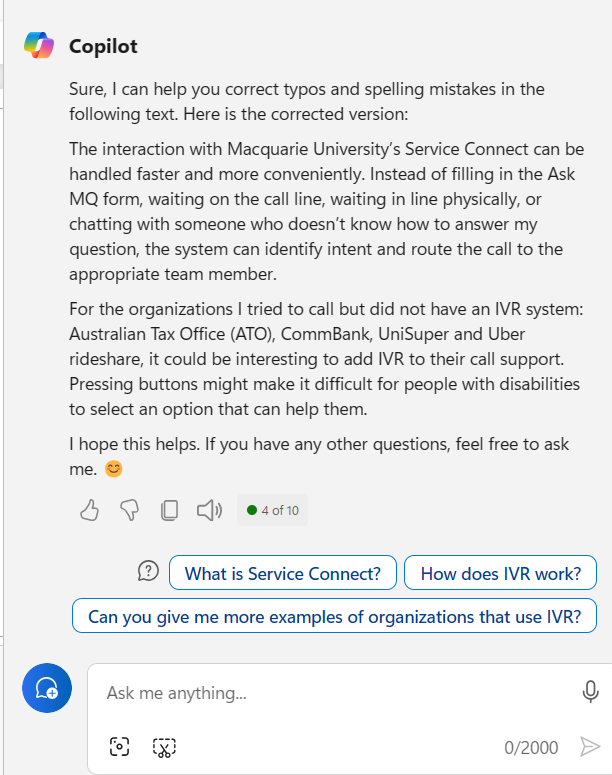 Copilot
Sure, I can help you correct typos and spelling mistakes in the
following text. Here is the corrected version:
The interaction with Macquarie University’s Service Connect can be
handled faster and more conveniently. Instead of filling in the Ask
MQ form, waiting on the call line, waiting in line physically, or
chatting with someone who doesn’t know how to answer my
question, the system can identify intent and route the call to the
appropriate team member.
For the organizations I tried to call but did not have an IVR system:
Australian Tax Office (ATO), CommBank, UniSuper and Uber
rideshare, it could be interesting to add IVR to their call support.
Pressing buttons might make it difficult for people with disabilities
to select an option that can help them.
I hope this helps. If you have any other questions, feel free to ask
me. 😊
4 of 10
What is Service Connect?
How does IVR work?
Can you give me more examples of organizations that use IVR?
Ask me anything...
0/2000